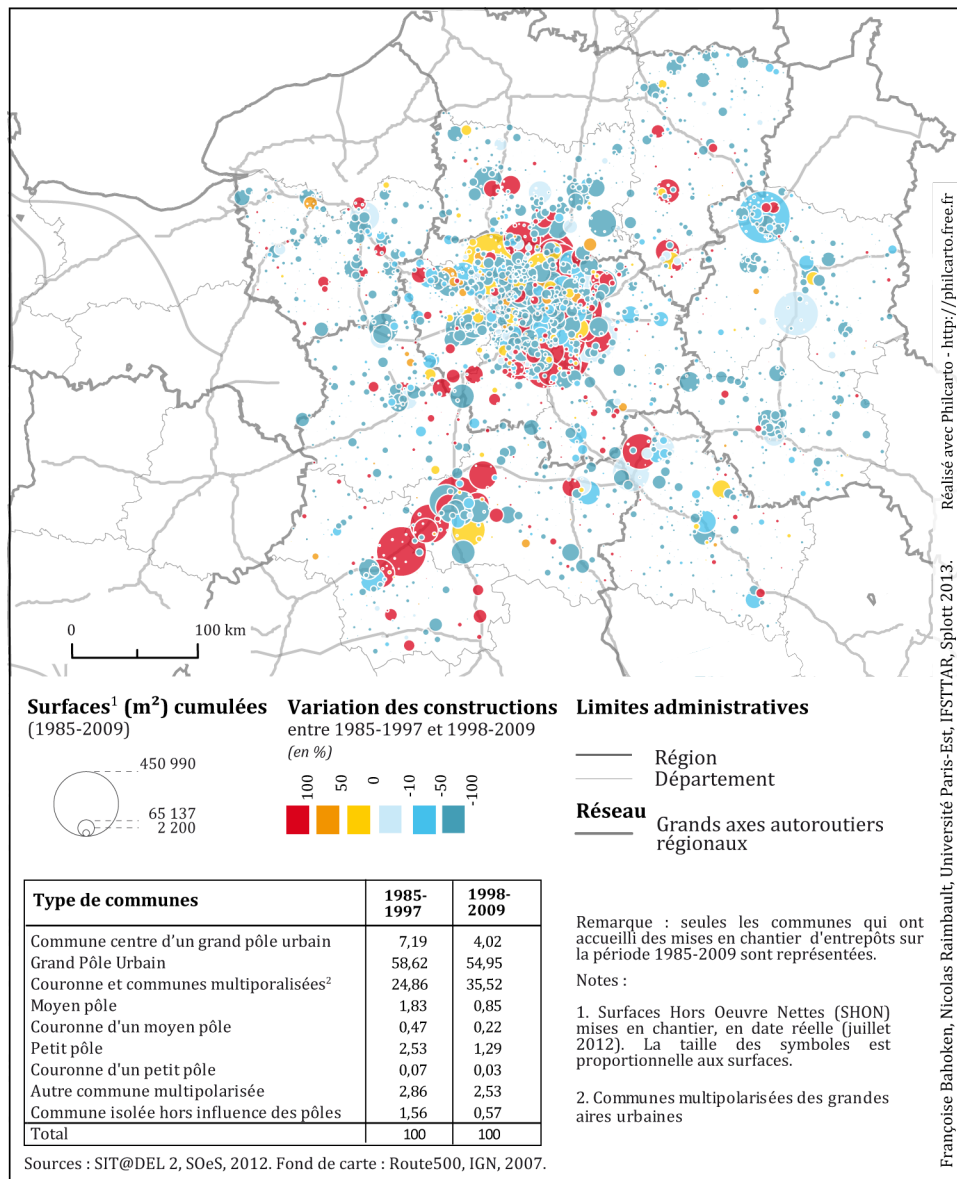 0 100 km
Surfaces¹ (m²) cumulées
(1985-2009)
450 990
65 137
2 200
Variation des constructions
entre 1985-1997 et 1998-2009
(en %)
100 50 0 -10 -50 -100
Limites administratives
Région
Département
Réseau
Grands axes autoroutiers
régionaux
Type de communes 1985-1997 1998-2009
Commune centre d'un grand pôle urbain 7,19 4,02
Grand Pôle Urbain 58,62 54,95
Couronne et communes multiporalisées² 24,86 35,52
Moyen pôle 1,83 0,85
Couronne d'un moyen pôle 0,47 0,22
Petit pôle 2,53 1,29
Couronne d'un petit pôle 0,07 0,03
Autre commune multipolarisée 2,86 2,53
Commune isolée hors influence des pôles 1,56 0,57
Total 100 100
Sources : SIT@DEL 2, SOeS, 2012. Fond de carte : Route500, IGN, 2007.
Remarque : seules les communes qui ont
accueilli des mises en chantier d'entrepôts sur
la période 1985-2009 sont représentées.
Notes :
1. Surfaces Hors Oeuvre Nettes (SHON)
mises en chantier, en date réelle (juillet
2012). La taille des symboles est
proportionnelle aux surfaces.
2. Communes multipolarisées des grandes
aires urbaines
Françoise Bahoken, Nicolas Raimbault, Université Paris-Est, IFSTTAR, Splott 2013. Réalisé avec Philcarto - http://philcarto.free.fr